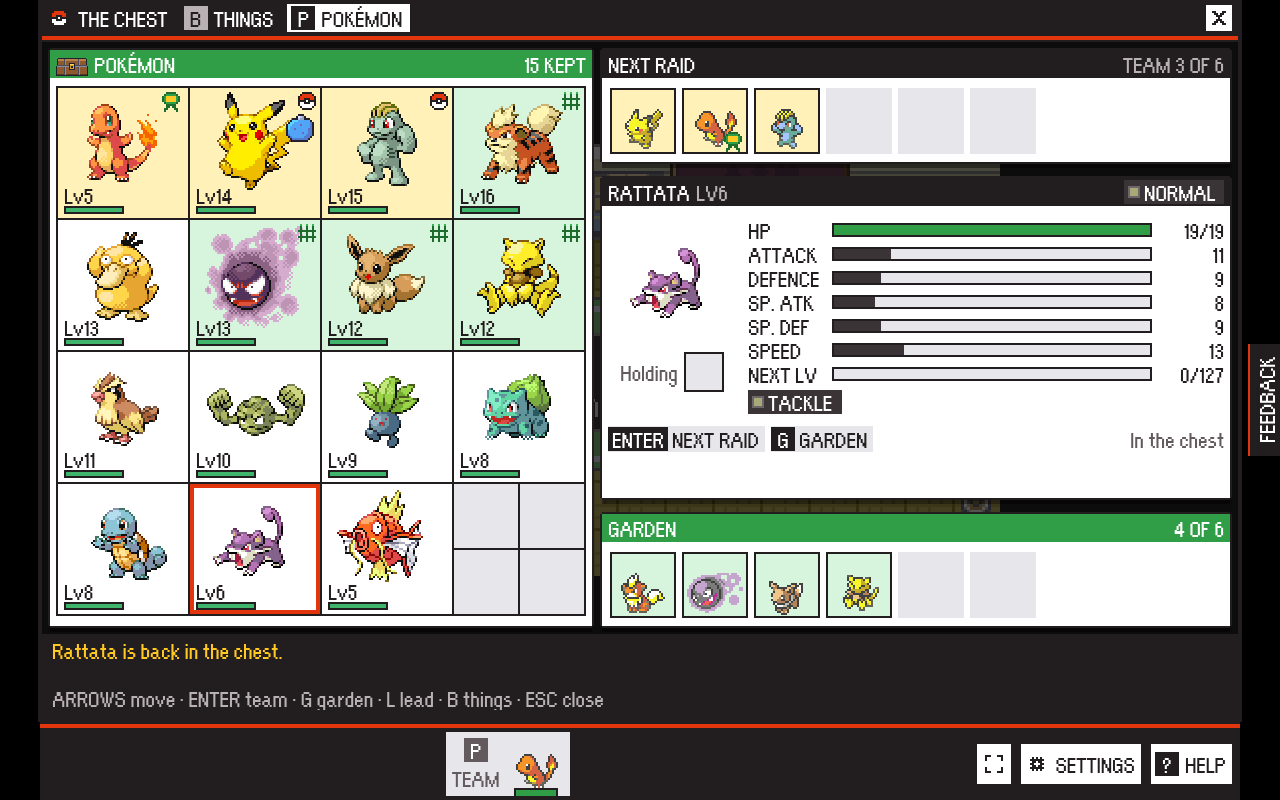 THE CHEST B THINGS P POKÉMON X
POKÉMON 15 KEPT
Lv5 Lv14 Lv15 Lv16
Lv13 Lv13 Lv12 Lv12
Lv11 Lv10 Lv9 Lv8
Lv8 Lv6 Lv5
NEXT RAID TEAM 3 OF 6
RATTATA LV6 NORMAL
HP 19/19
ATTACK 11
DEFENCE 9
SP. ATK 8
SP. DEF 9
SPEED 13
NEXT LV 0/127
Holding
TACKLE
ENTER NEXT RAID G GARDEN In the chest
GARDEN 4 OF 6
FEEDBACK
Rattata is back in the chest.
ARROWS move · ENTER team · G garden · L lead · B things · ESC close
P
TEAM
SETTINGS ? HELP